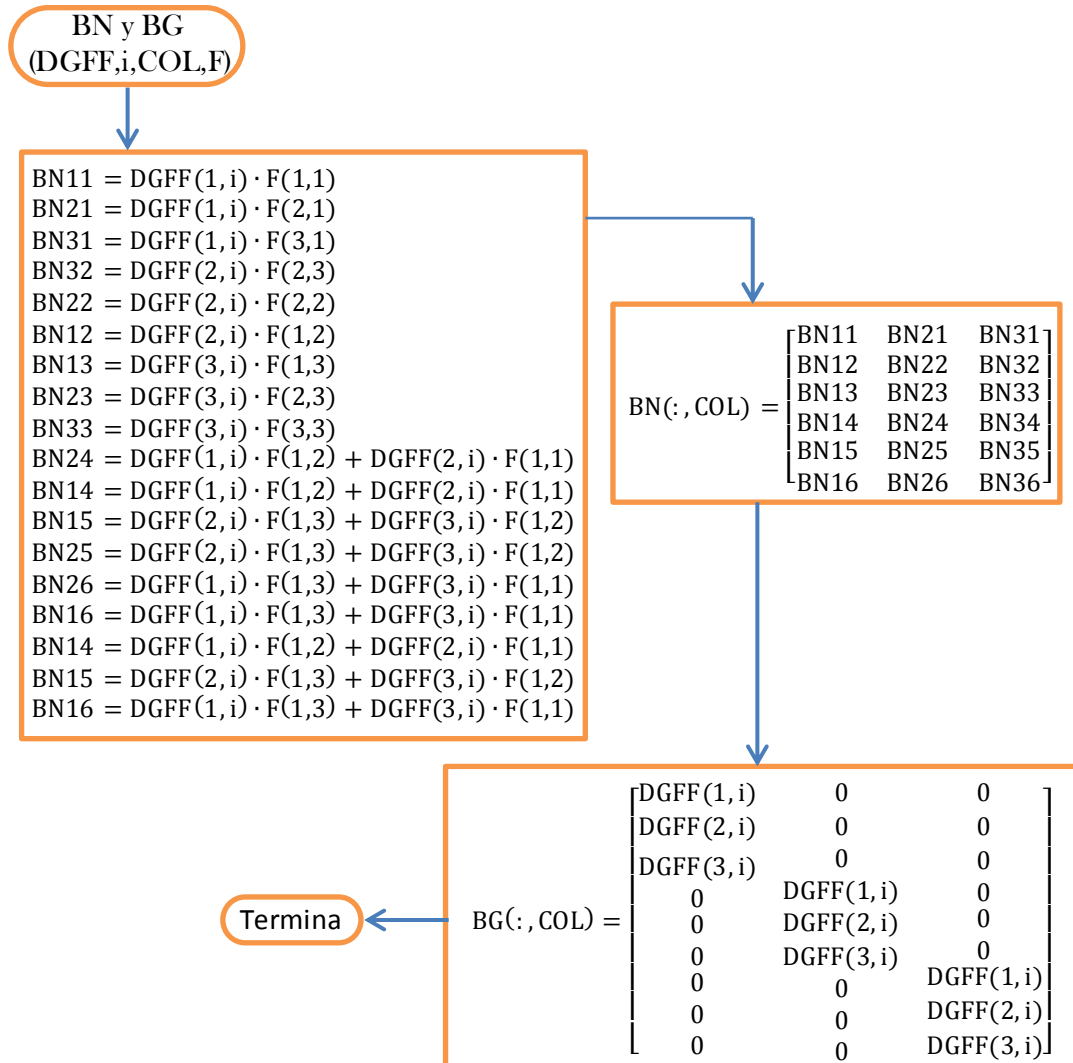 BN y BG
(DGFF,i,COL,F)
BN11 = DGFF(1,i) · F(1,1)
BN21 = DGFF(1,i) · F(2,1)
BN31 = DGFF(1,i) · F(3,1)
BN32 = DGFF(2,i) · F(2,3)
BN22 = DGFF(2,i) · F(2,2)
BN12 = DGFF(2,i) · F(1,2)
BN13 = DGFF(3,i) · F(1,3)
BN23 = DGFF(3,i) · F(2,3)
BN33 = DGFF(3,i) · F(3,3)
BN24 = DGFF(1,i) · F(1,2) + DGFF(2,i) · F(1,1)
BN14 = DGFF(1,i) · F(1,2) + DGFF(2,i) · F(1,1)
BN15 = DGFF(2,i) · F(1,3) + DGFF(3,i) · F(1,2)
BN25 = DGFF(2,i) · F(1,3) + DGFF(3,i) · F(1,2)
BN26 = DGFF(1,i) · F(1,3) + DGFF(3,i) · F(1,1)
BN16 = DGFF(1,i) · F(1,3) + DGFF(3,i) · F(1,1)
BN14 = DGFF(1,i) · F(1,2) + DGFF(2,i) · F(1,1)
BN15 = DGFF(2,i) · F(1,3) + DGFF(3,i) · F(1,2)
BN16 = DGFF(1,i) · F(1,3) + DGFF(3,i) · F(1,1)
BN(:,COL) =
BN11 BN21 BN31
BN12 BN22 BN32
BN13 BN23 BN33
BN14 BN24 BN34
BN15 BN25 BN35
BN16 BN26 BN36
BG(:,COL) =
DGFF(1,i) 0 0
DGFF(2,i) 0 0
DGFF(3,i) 0 0
0 DGFF(1,i) 0
0 DGFF(2,i) 0
0 DGFF(3,i) 0
0 0 DGFF(1,i)
0 0 DGFF(2,i)
0 0 DGFF(3,i)
Termina